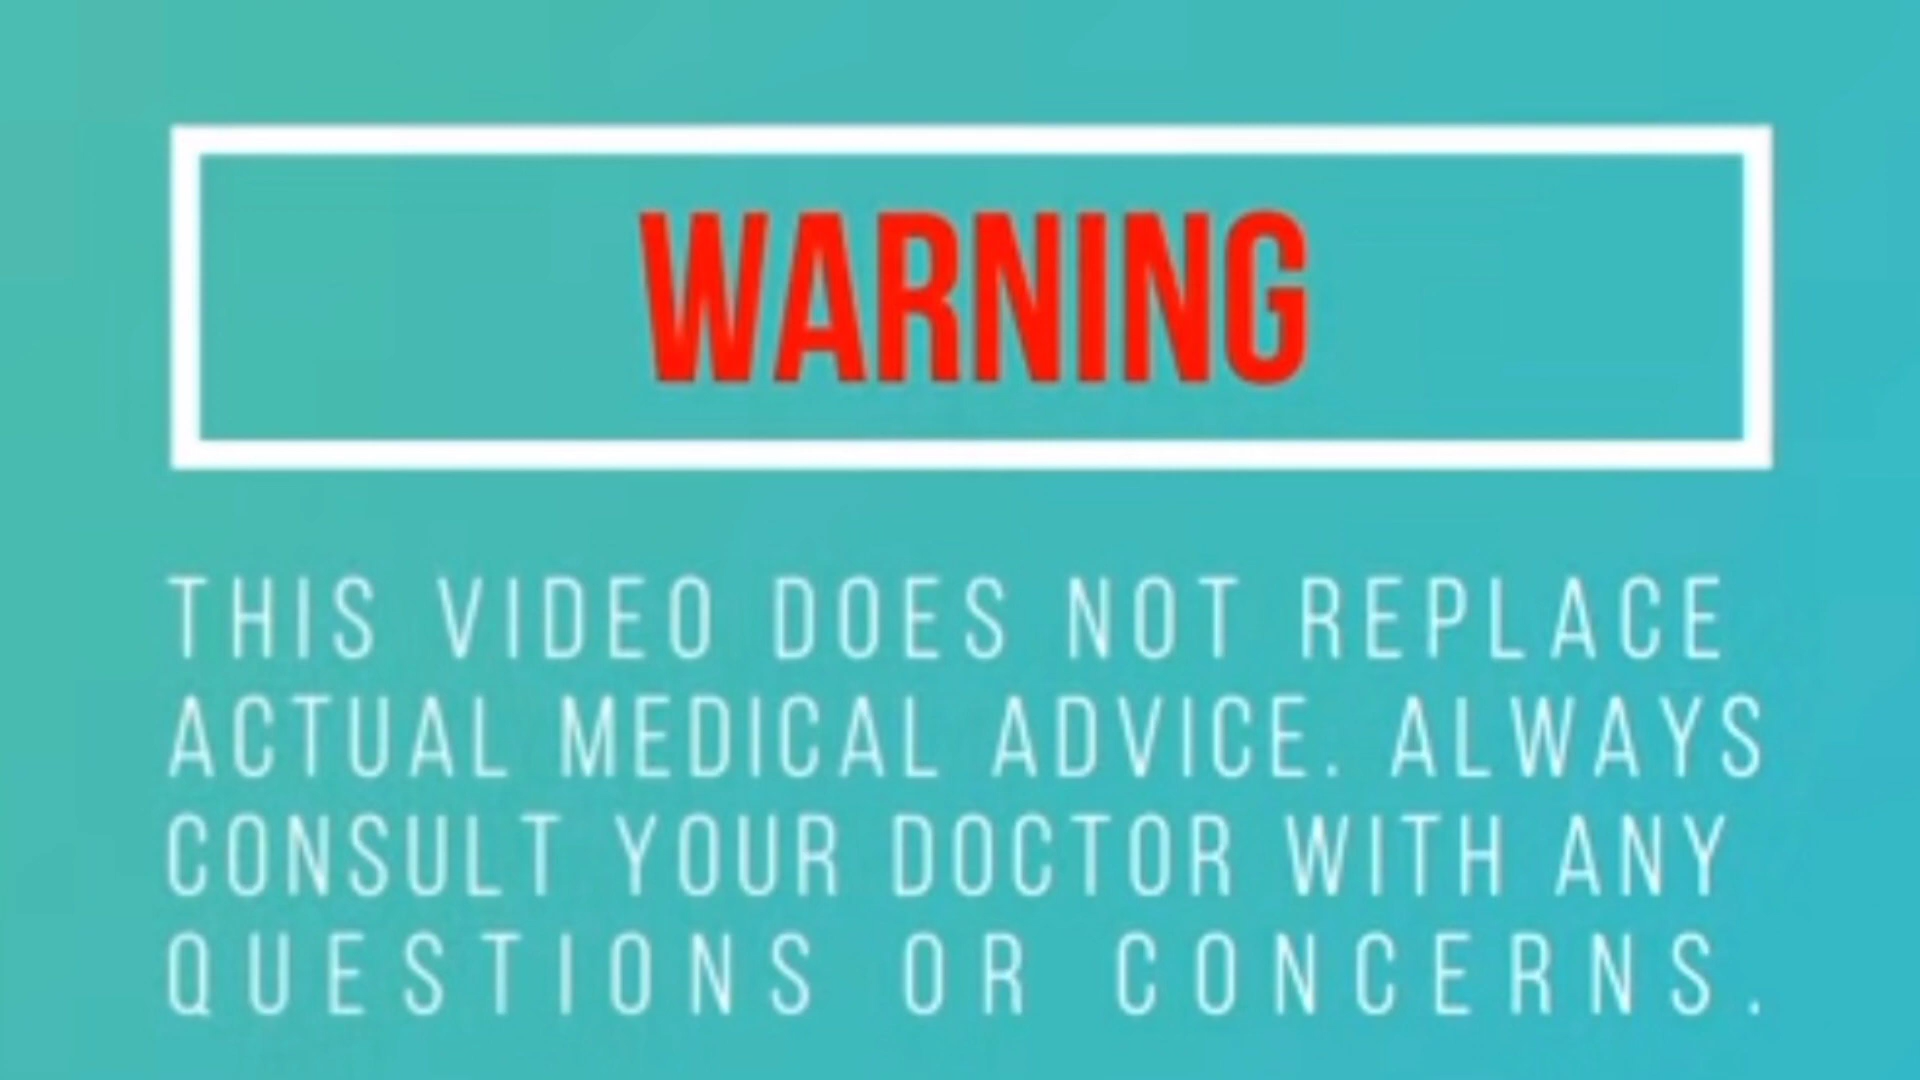 WARNING
THIS VIDEO DOES NOT REPLACE
ACTUAL MEDICAL ADVICE. ALWAYS
CONSULT YOUR DOCTOR WITH ANY
QUESTIONS OR CONCERNS.